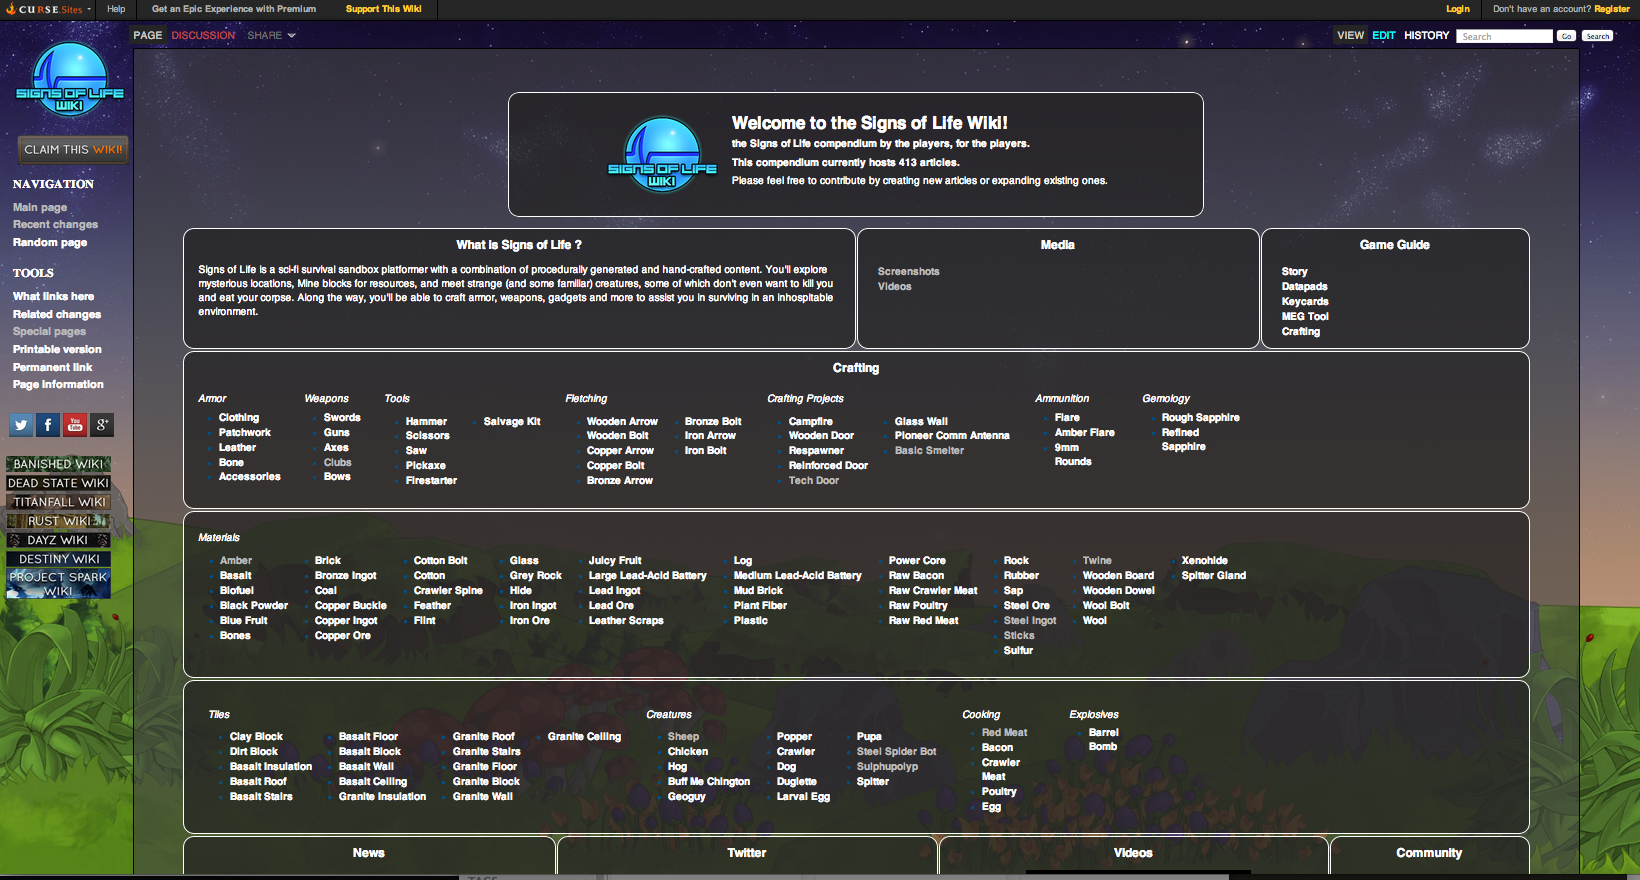 CURSE.Sites
Help
Get an Epic Experience with Premium
Support This Wiki
Login
Don't have an account? Register
PAGE DISCUSSION SHARE
VIEW EDIT HISTORY Search Go Search
SIGNS OF LIFE
WIKI
CLAIM THIS WIKI!
NAVIGATION
Main page
Recent changes
Random page
TOOLS
What links here
Related changes
Special pages
Printable version
Permanent link
Page information
You
Tube
g+
BANISHED WIKI
DEAD STATE WIKI
TITANFALL WIKI
RUST WIKI
DAYZ WIKI
DESTINY WIKI
PROJECT SPARK
WIKI
SIGNS OF LIFE
WIKI
Welcome to the Signs of Life Wiki!
the Signs of Life compendium by the players, for the players.
This compendium currently hosts 413 articles.
Please feel free to contribute by creating new articles or expanding existing ones.
What is Signs of Life ?
Signs of Life is a sci-fi survival sandbox platformer with a combination of procedurally generated and hand-crafted content. You'll explore
mysterious locations, Mine blocks for resources, and meet strange (and some familiar) creatures, some of which don't even want to kill you
and eat your corpse. Along the way, you'll be able to craft armor, weapons, gadgets and more to assist you in surviving in an inhospitable
environment.
Media
Screenshots
Videos
Game Guide
Story
Datapads
Keycards
MEG Tool
Crafting
Crafting
Armor
Clothing
Patchwork
Leather
Bone
Accessories
Weapons
Swords
Guns
Axes
Clubs
Bows
Tools
Hammer
Scissors
Saw
Pickaxe
Firestarter
Salvage Kit
Fletching
Wooden Arrow
Wooden Bolt
Copper Arrow
Copper Bolt
Bronze Arrow
Bronze Bolt
Iron Arrow
Iron Bolt
Crafting Projects
Campfire
Wooden Door
Respawner
Reinforced Door
Tech Door
Glass Wall
Pioneer Comm Antenna
Basic Smelter
Ammunition
Flare
Amber Flare
9mm
Rounds
Gemology
Rough Sapphire
Refined
Sapphire
Materials
Amber
Basalt
Biofuel
Black Powder
Blue Fruit
Bones
Brick
Bronze Ingot
Coal
Copper Buckle
Copper Ingot
Copper Ore
Cotton Bolt
Cotton
Crawler Spine
Feather
Flint
Glass
Grey Rock
Hide
Iron Ingot
Iron Ore
Juicy Fruit
Large Lead-Acid Battery
Lead Ingot
Lead Ore
Leather Scraps
Log
Medium Lead-Acid Battery
Mud Brick
Plant Fiber
Plastic
Power Core
Raw Bacon
Raw Crawler Meat
Raw Poultry
Raw Red Meat
Rock
Rubber
Sap
Steel Ore
Steel Ingot
Sticks
Sulfur
Twine
Wooden Board
Wooden Dowel
Wool Bolt
Wool
Xenohide
Spitter Gland
Tiles
Clay Block
Dirt Block
Basalt Insulation
Basalt Roof
Basalt Stairs
Basalt Floor
Basalt Block
Basalt Wall
Basalt Ceiling
Granite Insulation
Granite Roof
Granite Stairs
Granite Floor
Granite Block
Granite Wall
Granite Ceiling
Creatures
Sheep
Chicken
Hog
Buff Me Chington
Geoguy
Popper
Crawler
Dog
Duglette
Larval Egg
Pupa
Steel Spider Bot
Sulphupolyp
Spitter
Cooking
Red Meat
Bacon
Crawler
Meat
Poultry
Egg
Explosives
Barrel
Bomb
News
Twitter
Videos
Community